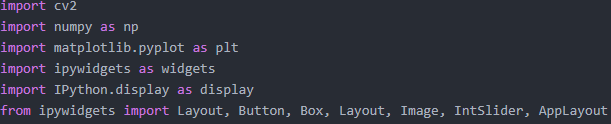 import cv2
import numpy as np
import matplotlib.pyplot as plt
import ipywidgets as widgets
import IPython.display as display
from ipywidgets import Layout, Button, Box, Layout, Image, IntSlider, AppLayout